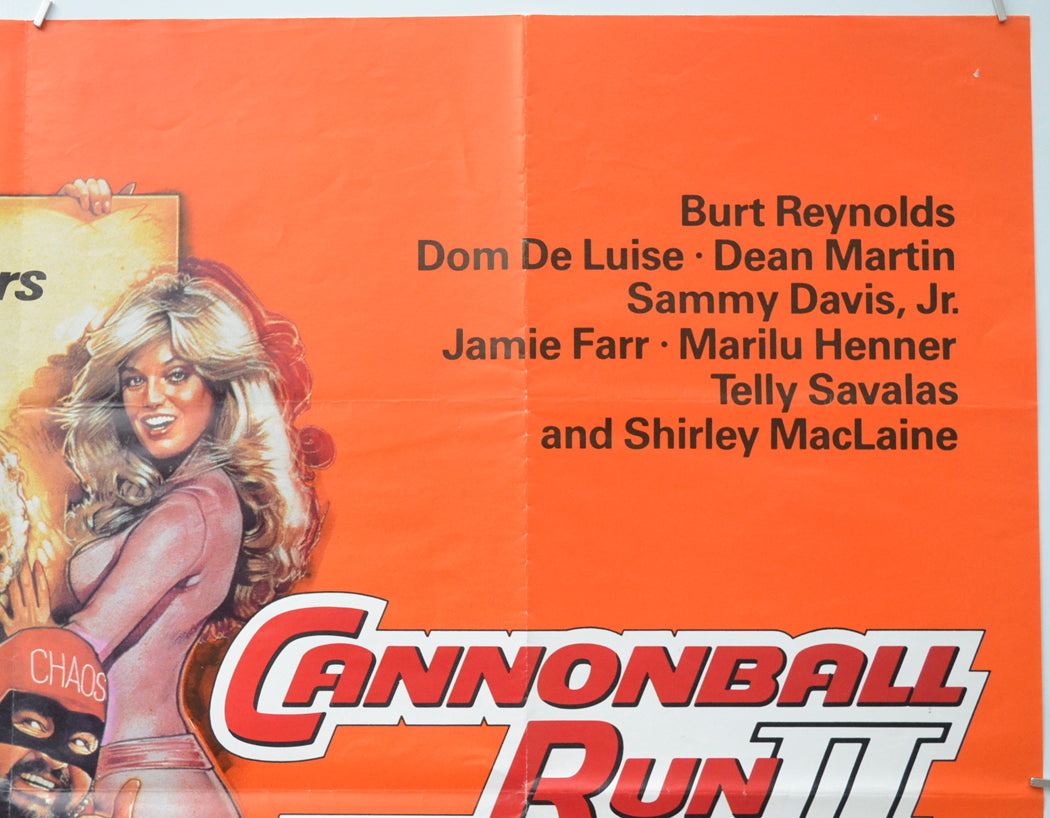 Burt Reynolds
Dom De Luise · Dean Martin
Sammy Davis, Jr.
Jamie Farr · Marilu Henner
Telly Savalas
and Shirley MacLaine
rs
CHAOS
CANNONBALL
RUN II